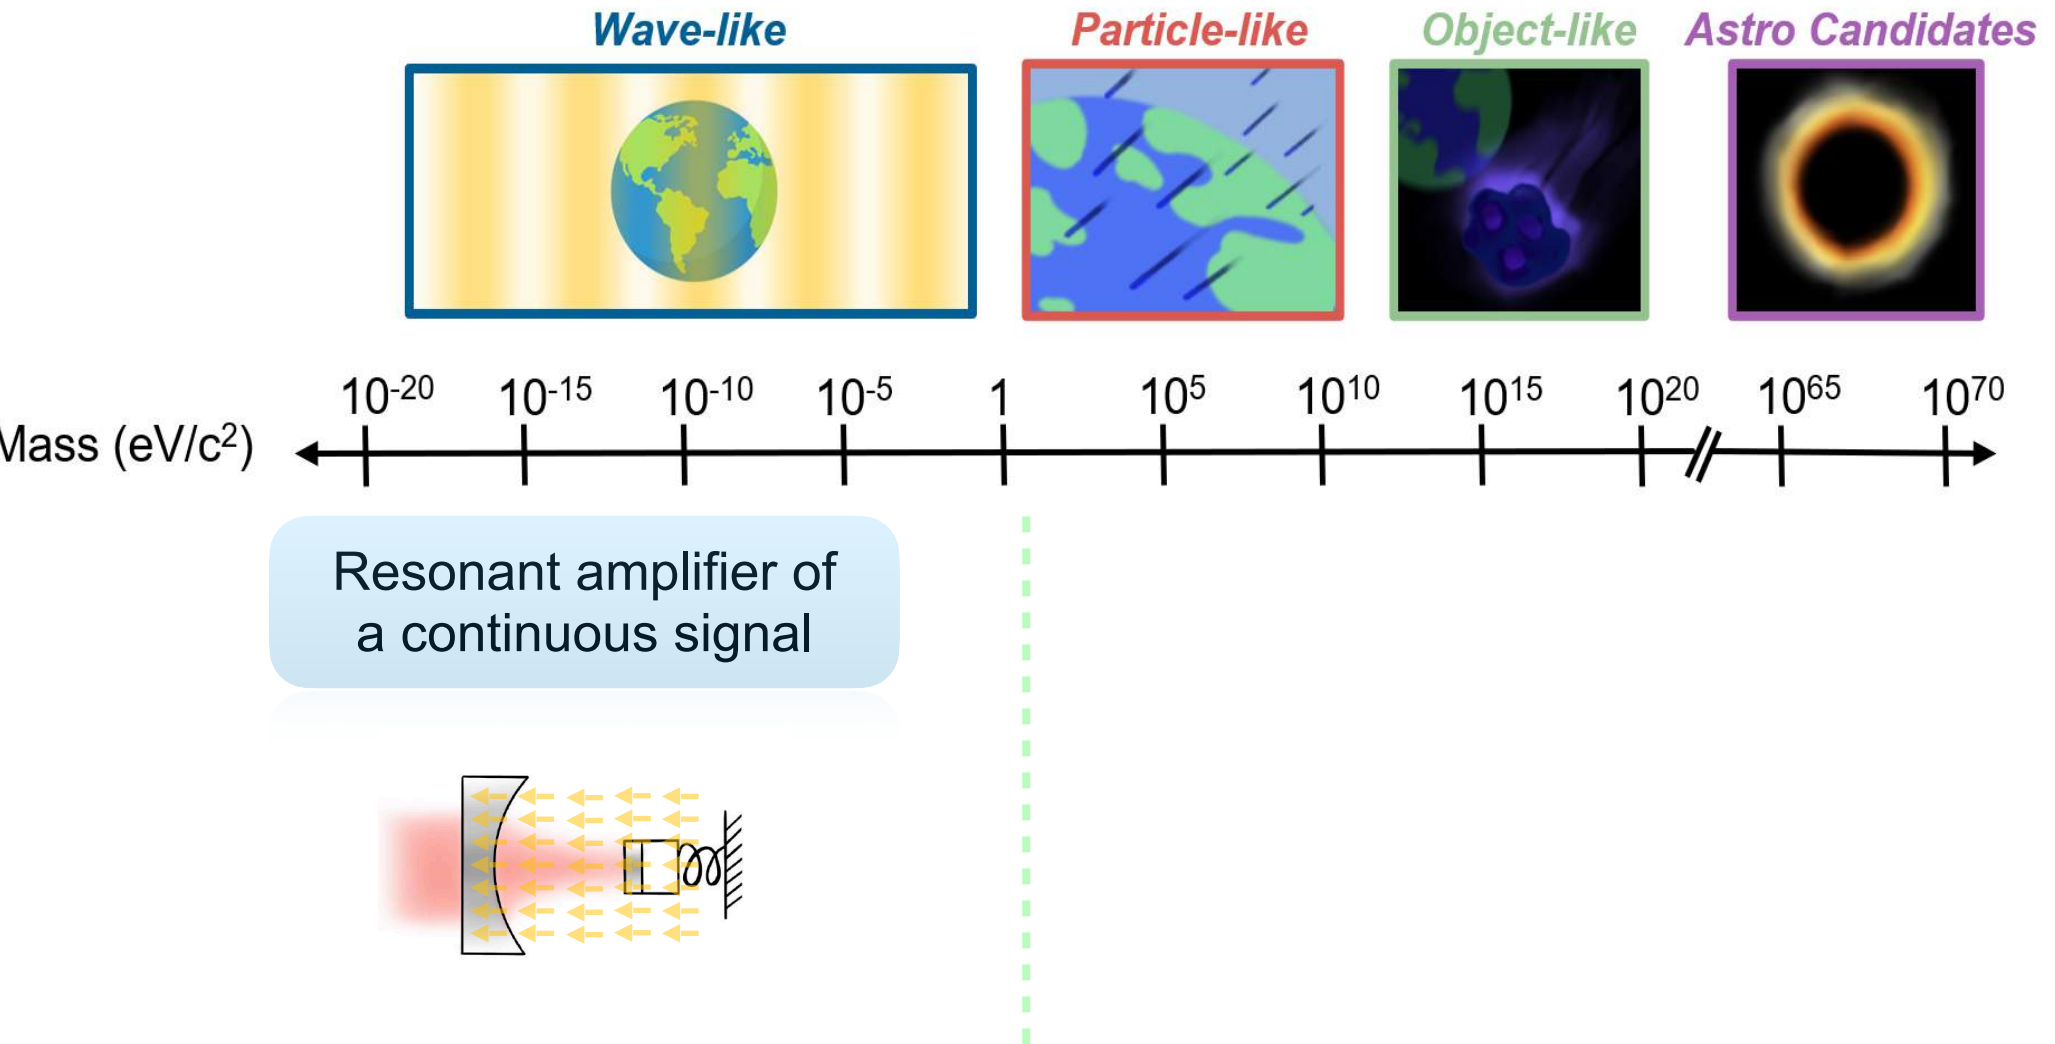 Wave-like Particle-like Object-like Astro Candidates
10⁻²⁰ 10⁻¹⁵ 10⁻¹⁰ 10⁻⁵ 1 10⁵ 10¹⁰ 10¹⁵ 10²⁰ 10⁶⁵ 10⁷⁰
Mass (eV/c²)
Resonant amplifier of
a continuous signal